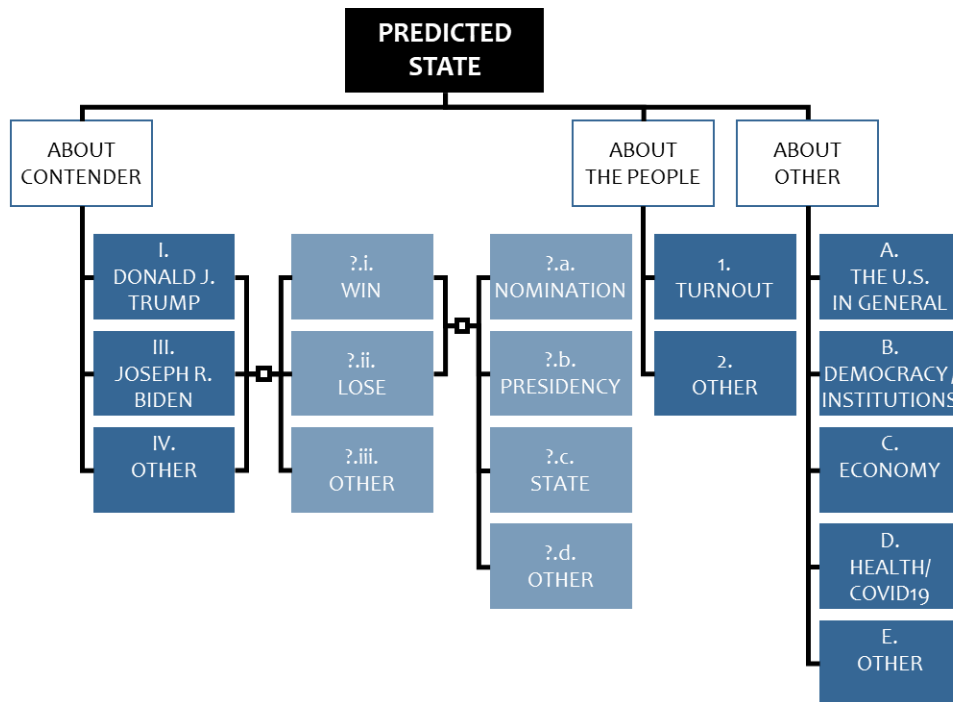 PREDICTED
STATE
ABOUT
CONTENDER
ABOUT
THE PEOPLE
ABOUT
OTHER
I.
DONALD J.
TRUMP
III.
JOSEPH R.
BIDEN
IV.
OTHER
?.i.
WIN
?.ii.
LOSE
?.iii.
OTHER
?.a.
NOMINATION
?.b.
PRESIDENCY
?.c.
STATE
?.d.
OTHER
1.
TURNOUT
2.
OTHER
A.
THE U.S.
IN GENERAL
B.
DEMOCRACY /
INSTITUTIONS
C.
ECONOMY
D.
HEALTH/
COVID19
E.
OTHER